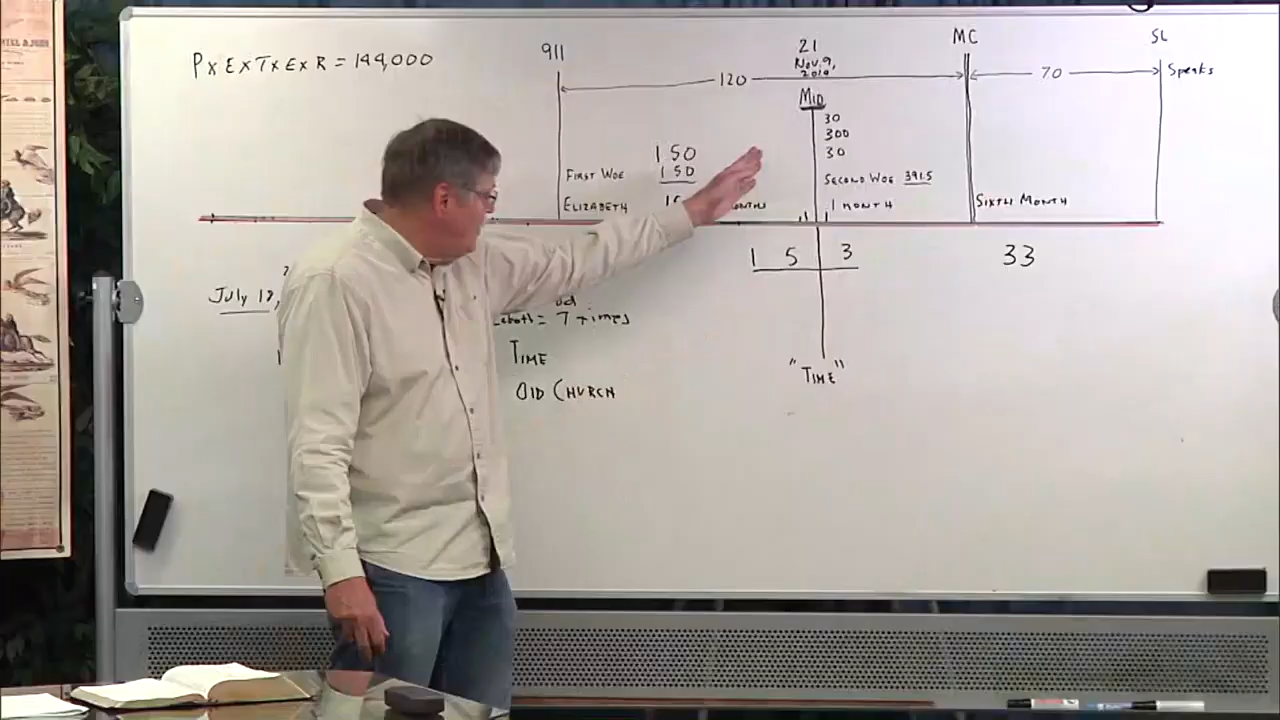 P x E x T x E x R = 144,000
911
21
Nov. 9,
2019
MC
SL
120
70
Speaks
MID
30
300
30
150
150
FIRST WOE
SECOND WOE 391.5
ELIZABETH
1 MONTH
SIXTH MONTH
1 5 3
33
July 18,
= 7 times
TIME
OLD CHURCH
"TIME"